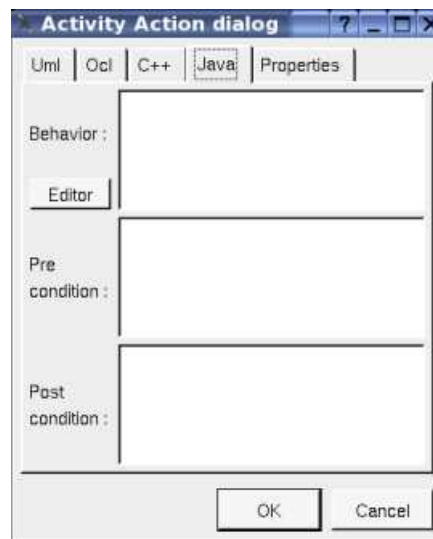 Activity Action dialog
Uml Ocl C++ Java Properties
Behavior :
Editor
Pre
condition :
Post
condition :
OK Cancel